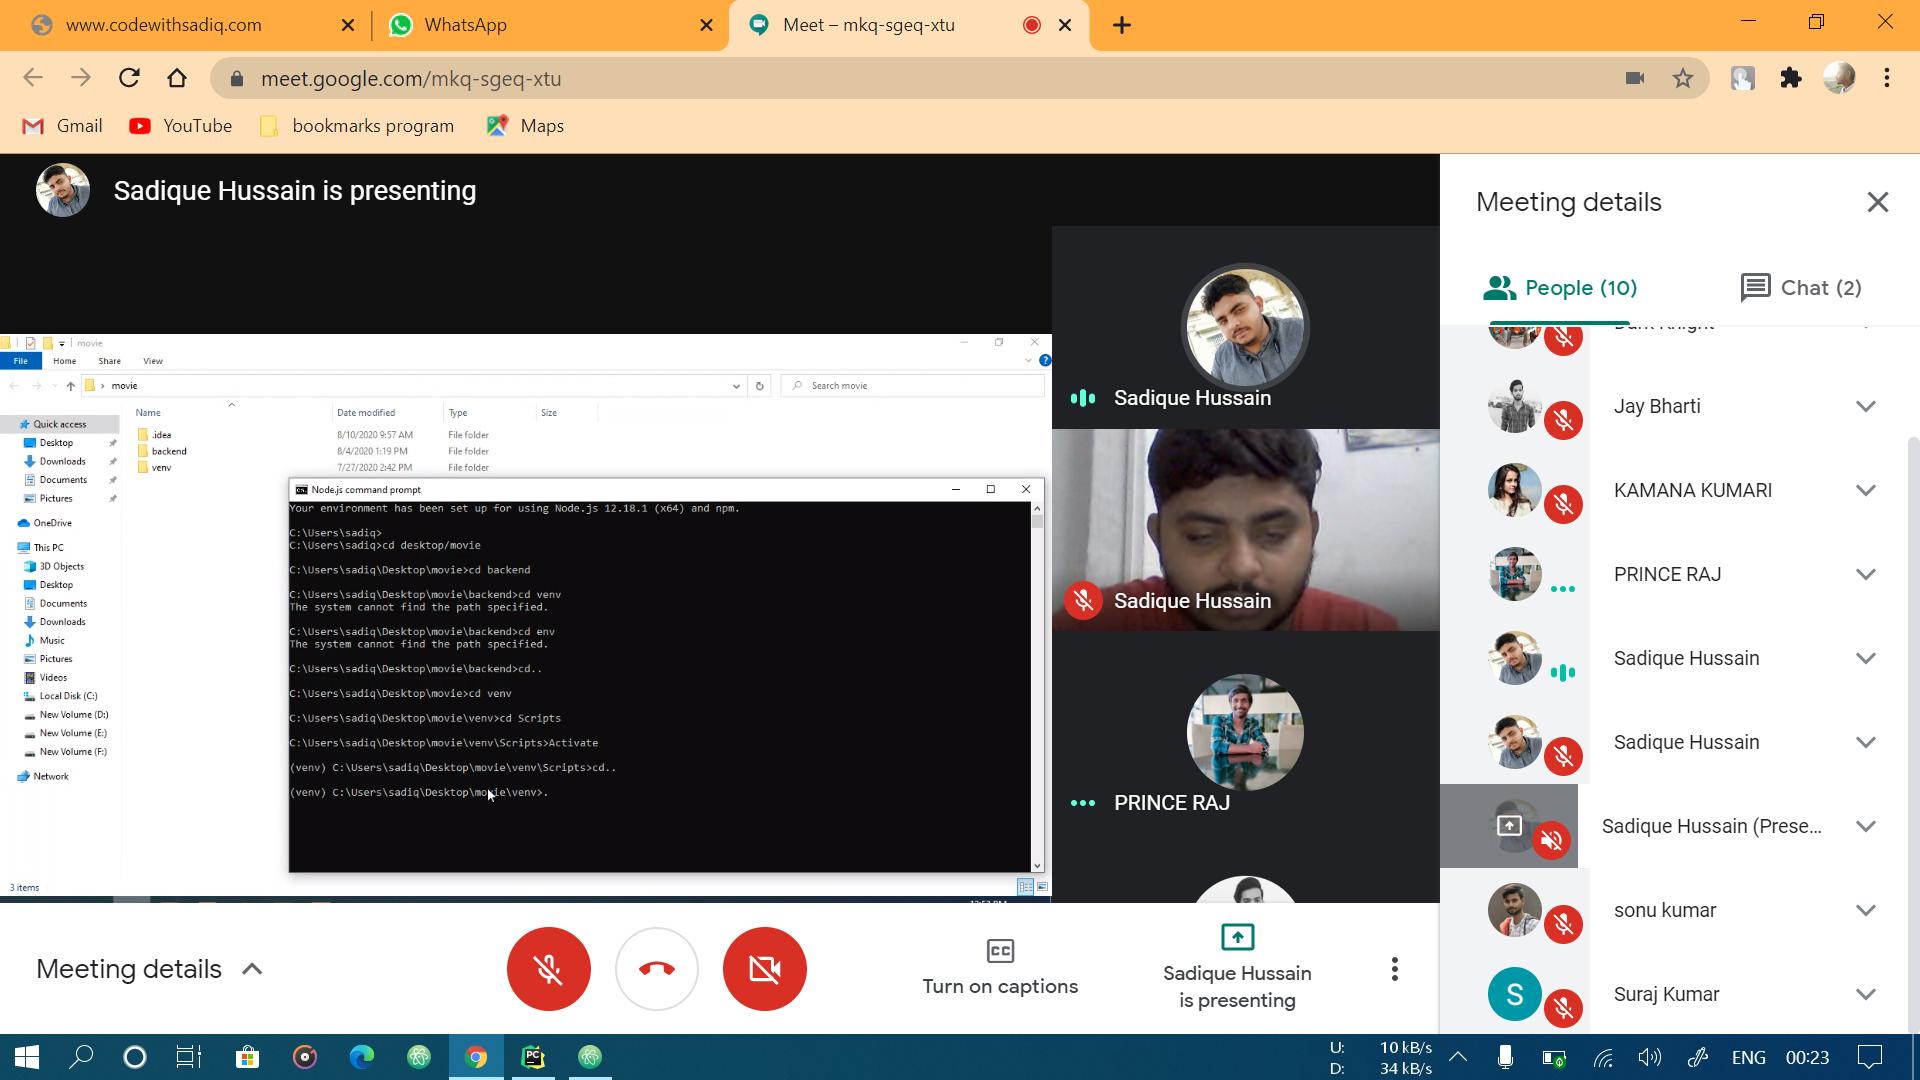 www.codewithsadiq.com
WhatsApp
Meet – mkq-sgeq-xtu
meet.google.com/mkq-sgeq-xtu
Gmail
YouTube
bookmarks program
Maps
Sadique Hussain is presenting
movie
File Home Share View
movie
Search movie
Name Date modified Type Size
.idea 8/10/2020 9:57 AM File folder
backend 8/4/2020 1:19 PM File folder
venv 7/27/2020 2:42 PM File folder
Quick access
Desktop
Downloads
Documents
Pictures
OneDrive
This PC
3D Objects
Desktop
Documents
Downloads
Music
Pictures
Videos
Local Disk (C:)
New Volume (D:)
New Volume (E:)
New Volume (F:)
Network
3 items
Node.js command prompt
Your environment has been set up for using Node.js 12.18.1 (x64) and npm.
C:\Users\sadiq>
C:\Users\sadiq>cd desktop/movie
C:\Users\sadiq\Desktop\movie>cd backend
C:\Users\sadiq\Desktop\movie\backend>cd venv
The system cannot find the path specified.
C:\Users\sadiq\Desktop\movie\backend>cd env
The system cannot find the path specified.
C:\Users\sadiq\Desktop\movie\backend>cd..
C:\Users\sadiq\Desktop\movie>cd venv
C:\Users\sadiq\Desktop\movie\venv>cd Scripts
C:\Users\sadiq\Desktop\movie\venv\Scripts>Activate
(venv) C:\Users\sadiq\Desktop\movie\venv\Scripts>cd..
(venv) C:\Users\sadiq\Desktop\movie\venv>.
Sadique Hussain
Sadique Hussain
PRINCE RAJ
Meeting details
People (10)
Chat (2)
Dark Knight
Jay Bharti
KAMANA KUMARI
PRINCE RAJ
Sadique Hussain
Sadique Hussain
Sadique Hussain (Prese...
sonu kumar
S
Suraj Kumar
Meeting details
CC
Turn on captions
Sadique Hussain
is presenting
PC
U: 10 kB/s
D: 34 kB/s
ENG
00:23